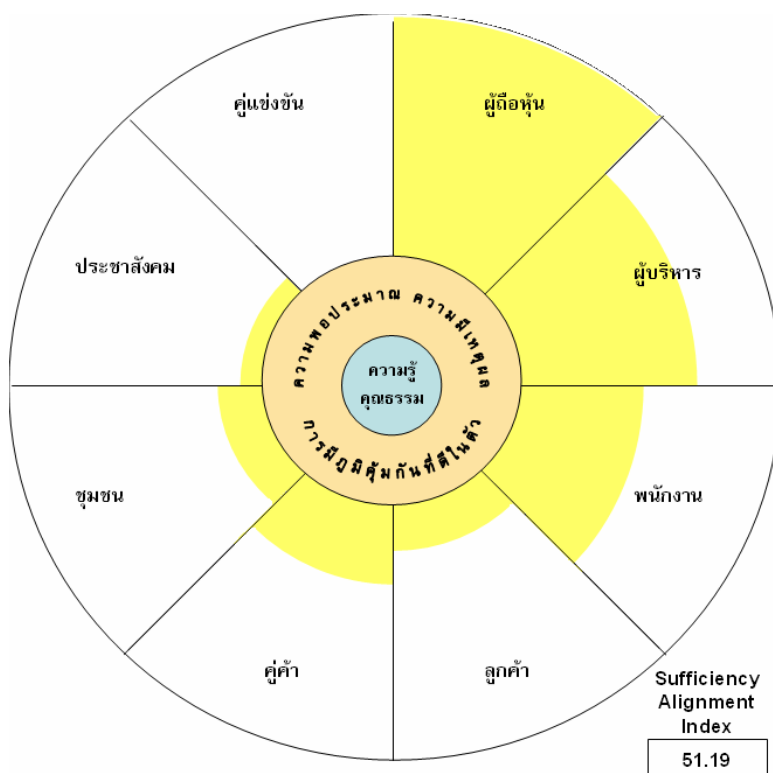 คู่แข่งขัน
ผู้ถือหุ้น
ประชาสังคม
ผู้บริหาร
ความพอประมาณ ความมีเหตุผล
ความรู้
คุณธรรม
การมีภูมิคุ้มกันที่ดีในตัว
ชุมชน
พนักงาน
คู่ค้า
ลูกค้า
Sufficiency
Alignment
Index
51.19